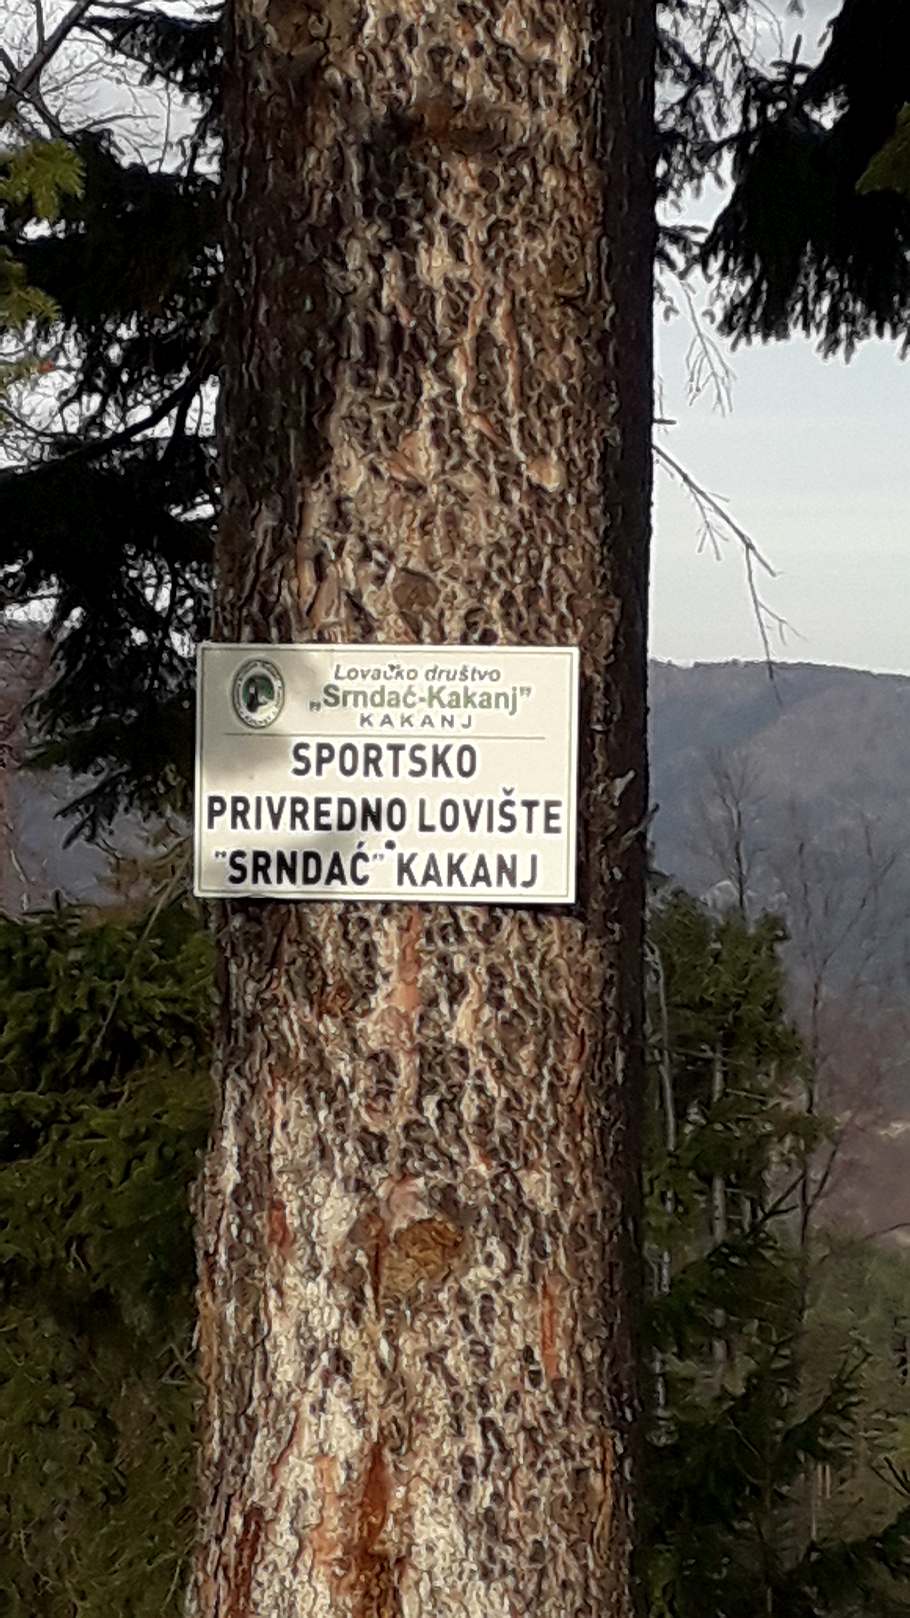 Lovačko društvo
„Srndać-Kakanj"
KAKANJ
SPORTSKO
PRIVREDNO LOVIŠTE
"SRNDAĆ" KAKANJ